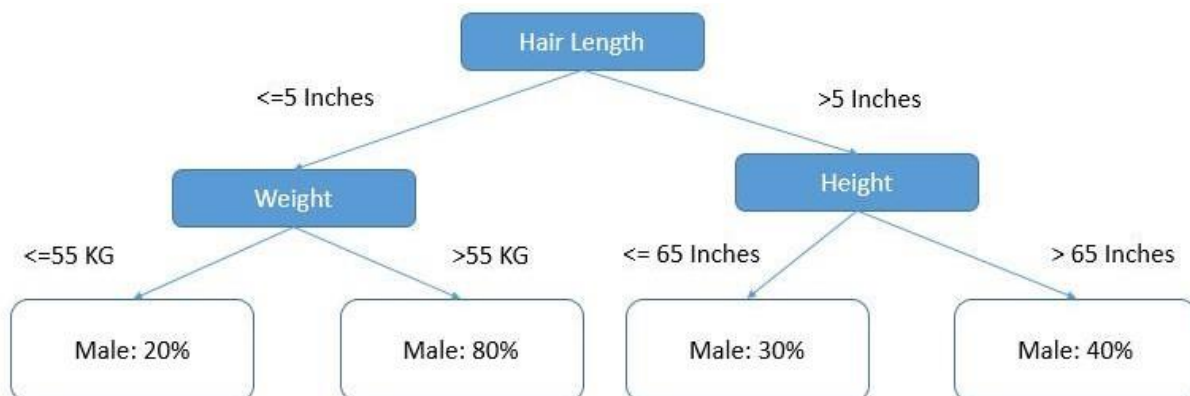 Hair Length
<=5 Inches
>5 Inches
Weight
Height
<=55 KG
>55 KG
<= 65 Inches
> 65 Inches
Male: 20%
Male: 80%
Male: 30%
Male: 40%